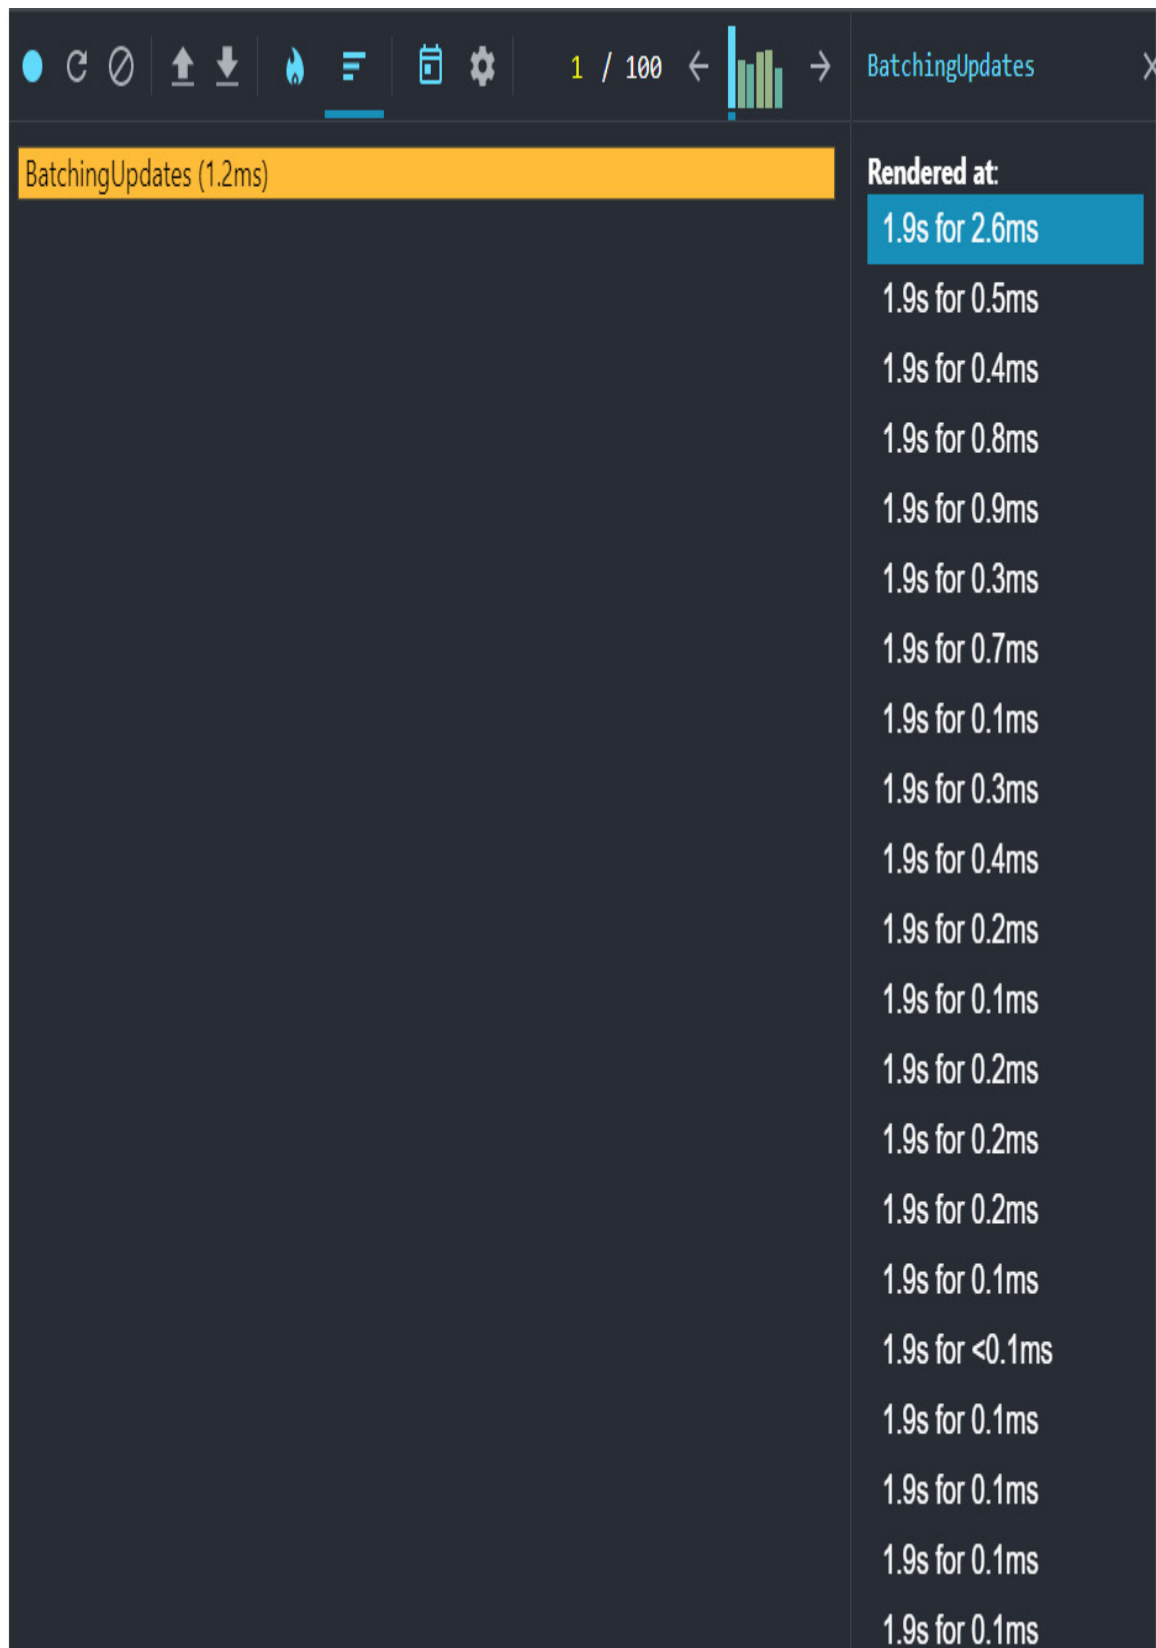 1 / 100
BatchingUpdates
BatchingUpdates (1.2ms)
Rendered at:
1.9s for 2.6ms
1.9s for 0.5ms
1.9s for 0.4ms
1.9s for 0.8ms
1.9s for 0.9ms
1.9s for 0.3ms
1.9s for 0.7ms
1.9s for 0.1ms
1.9s for 0.3ms
1.9s for 0.4ms
1.9s for 0.2ms
1.9s for 0.1ms
1.9s for 0.2ms
1.9s for 0.2ms
1.9s for 0.2ms
1.9s for 0.1ms
1.9s for <0.1ms
1.9s for 0.1ms
1.9s for 0.1ms
1.9s for 0.1ms
1.9s for 0.1ms